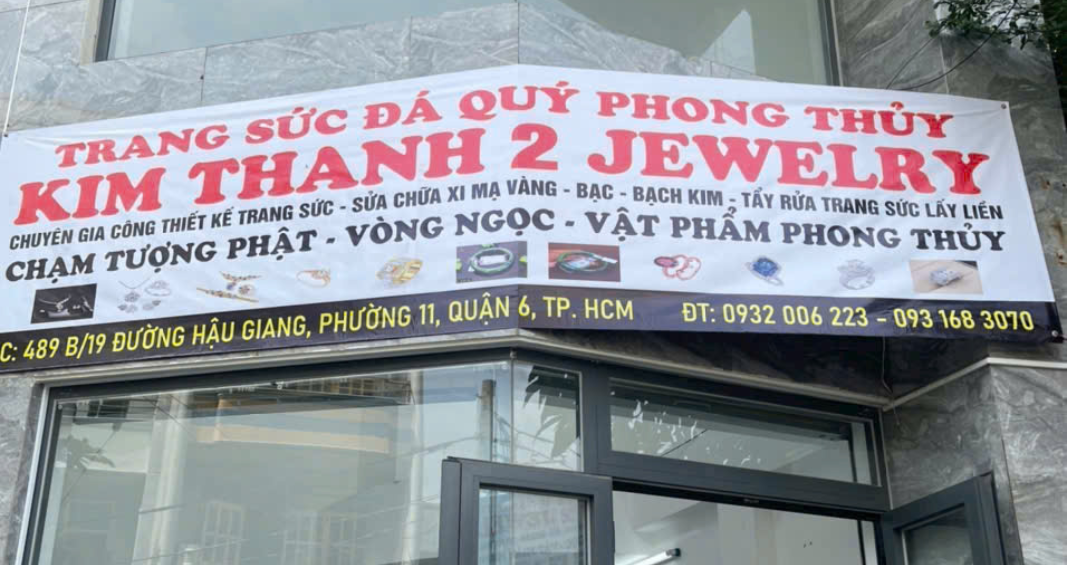 TRANG SỨC ĐÁ QUÝ PHONG THỦY
KIM THANH 2 JEWELRY
CHUYÊN GIA CÔNG THIẾT KẾ TRANG SỨC - SỬA CHỮA XI MẠ VÀNG - BẠC - BẠCH KIM - TẨY RỬA TRANG SỨC LẤY LIỀN
CHẠM TƯỢNG PHẬT - VÒNG NGỌC - VẬT PHẨM PHONG THỦY
C: 489 B/19 ĐƯỜNG HẬU GIANG, PHƯỜNG 11, QUẬN 6, TP. HCM ĐT: 0932 006 223 - 093 168 3070